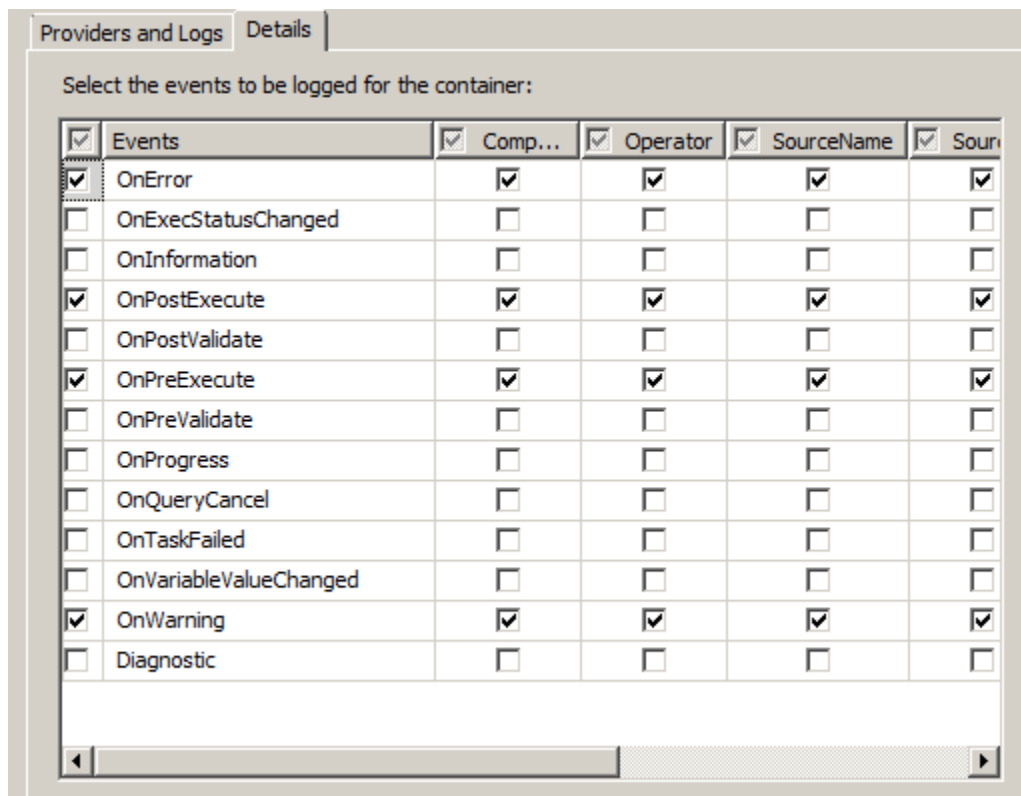 Providers and Logs Details
Select the events to be logged for the container:
Events Comp... Operator SourceName Sour
OnError
OnExecStatusChanged
OnInformation
OnPostExecute
OnPostValidate
OnPreExecute
OnPreValidate
OnProgress
OnQueryCancel
OnTaskFailed
OnVariableValueChanged
OnWarning
Diagnostic